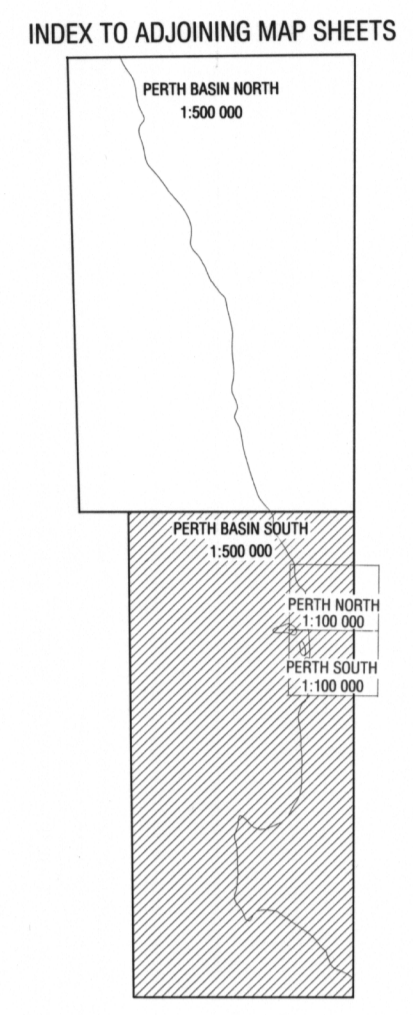 INDEX TO ADJOINING MAP SHEETS
PERTH BASIN NORTH
1:500 000
PERTH BASIN SOUTH
1:500 000
PERTH NORTH
1:100 000
PERTH SOUTH
1:100 000